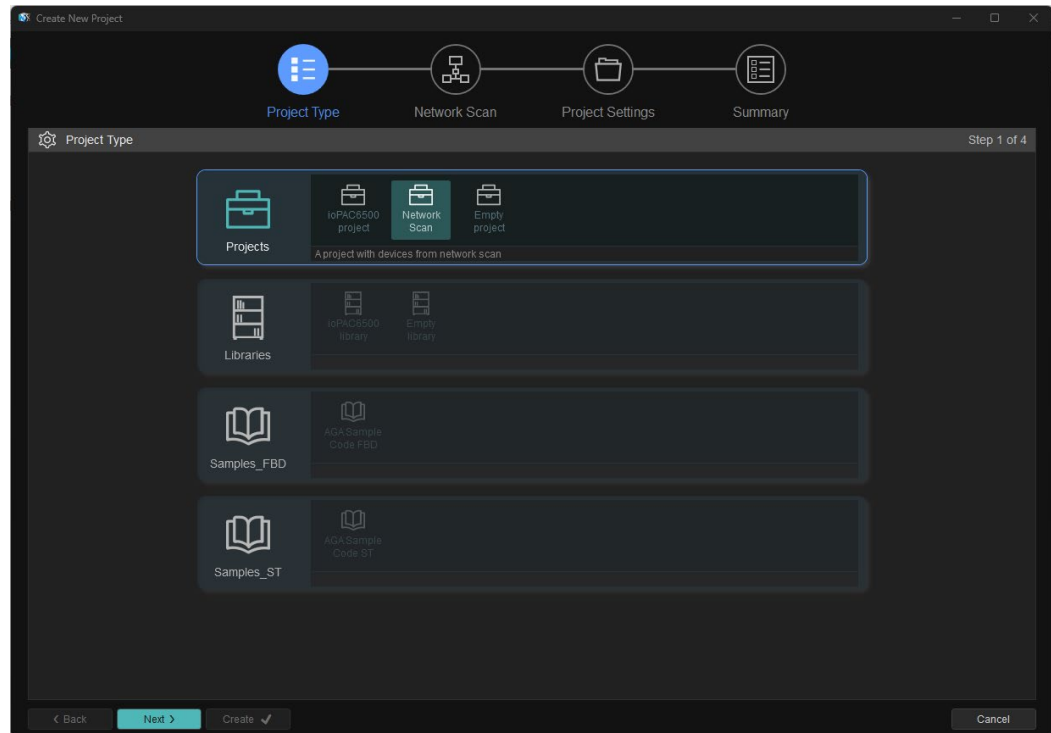 Create New Project
Project Type
Network Scan
Project Settings
Summary
Project Type
Step 1 of 4
Projects
ioPAC6500
project
Network
Scan
Empty
project
A project with devices from network scan
Libraries
ioPAC6500
library
Empty
library
Samples_FBD
AGA Sample
Code FBD
Samples_ST
AGA Sample
Code ST
Back
Next
Create
Cancel